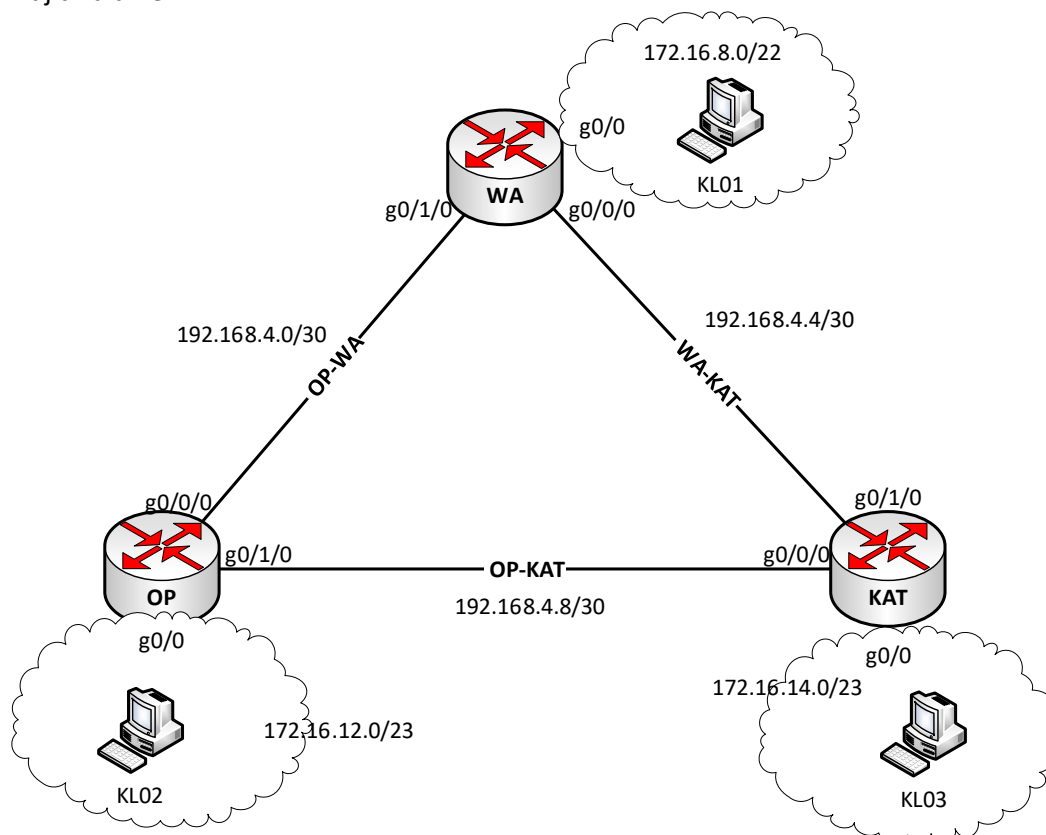 172.16.8.0/22
g0/0
KL01
WA
g0/1/0
g0/0/0
192.168.4.0/30
192.168.4.4/30
OP-WA
WA-KAT
g0/0/0
g0/1/0
g0/1/0
g0/0/0
OP-KAT
OP
KAT
192.168.4.8/30
g0/0
g0/0
172.16.12.0/23
172.16.14.0/23
KL02
KL03